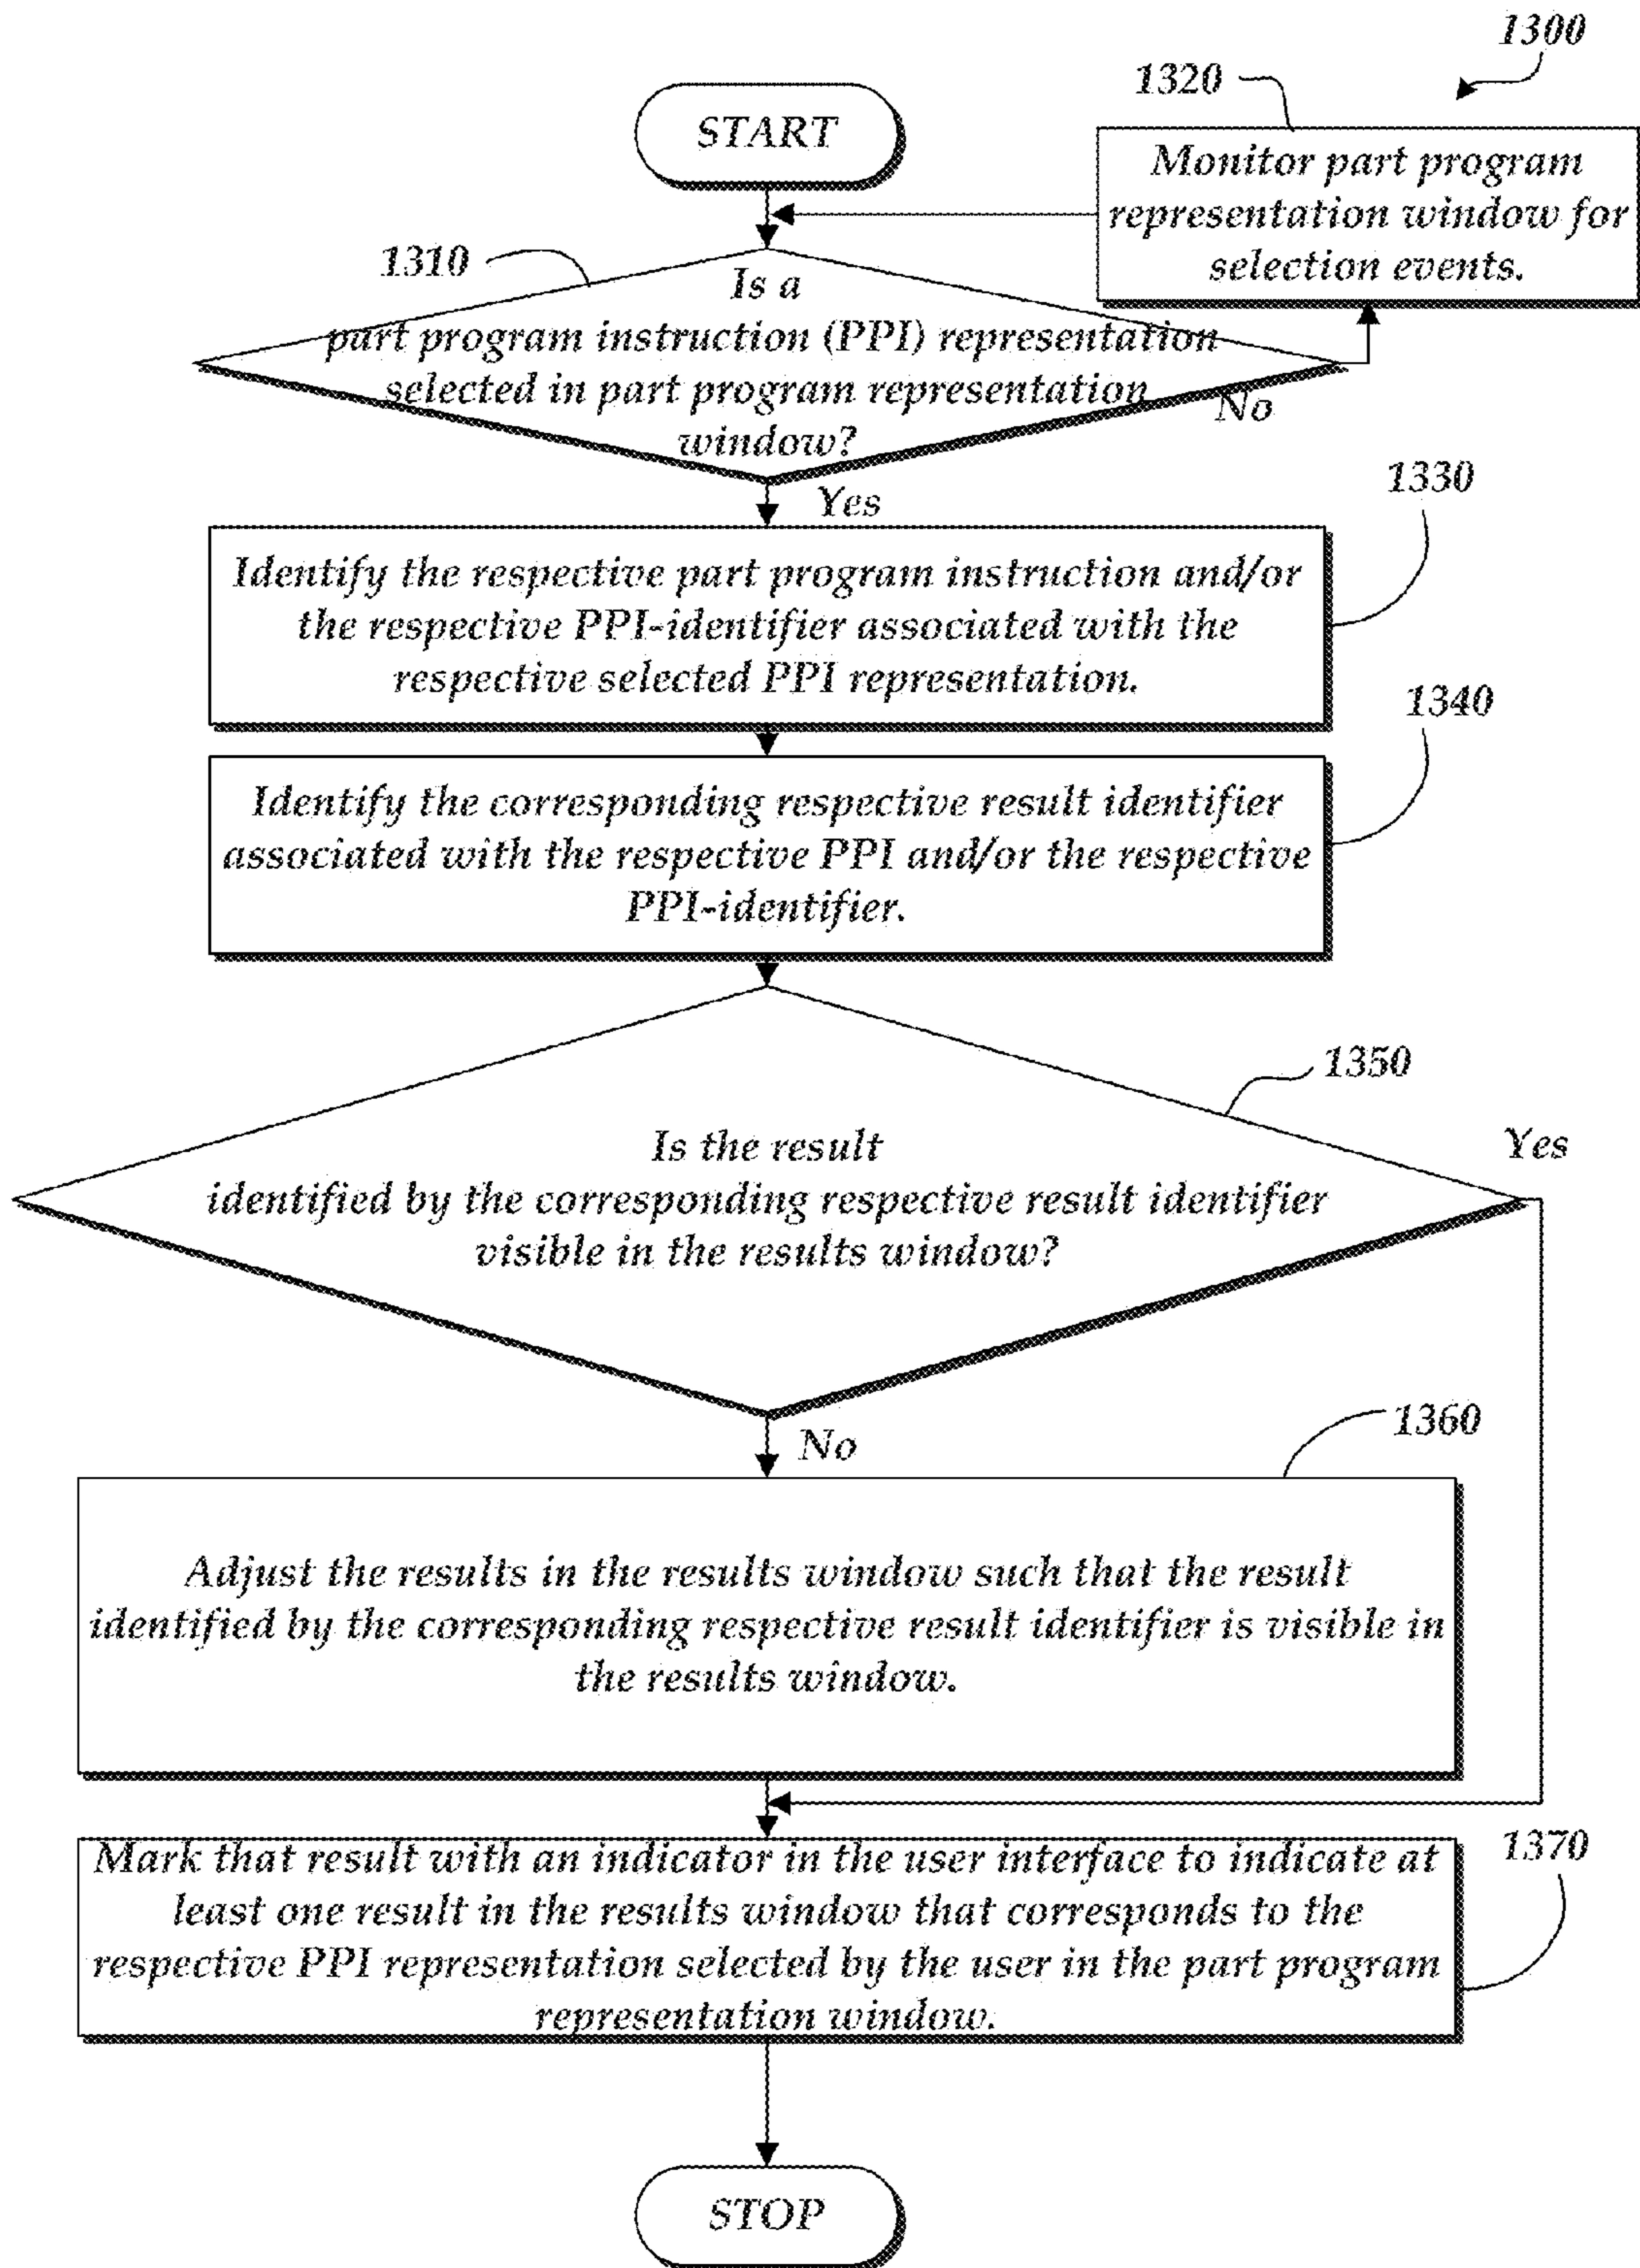 1300
1320
START
Monitor part program
representation window for
selection events.
1310
Is a
part program instruction (PPI) representation
selected in part program representation
window?
No
Yes
1330
Identify the respective part program instruction and/or
the respective PPI-identifier associated with the
respective selected PPI representation.
1340
Identify the corresponding respective result identifier
associated with the respective PPI and/or the respective
PPI-identifier.
1350
Is the result
identified by the corresponding respective result identifier
visible in the results window?
Yes
No
1360
Adjust the results in the results window such that the result
identified by the corresponding respective result identifier is visible in
the results window.
1370
Mark that result with an indicator in the user interface to indicate at
least one result in the results window that corresponds to the
respective PPI representation selected by the user in the part program
representation window.
STOP